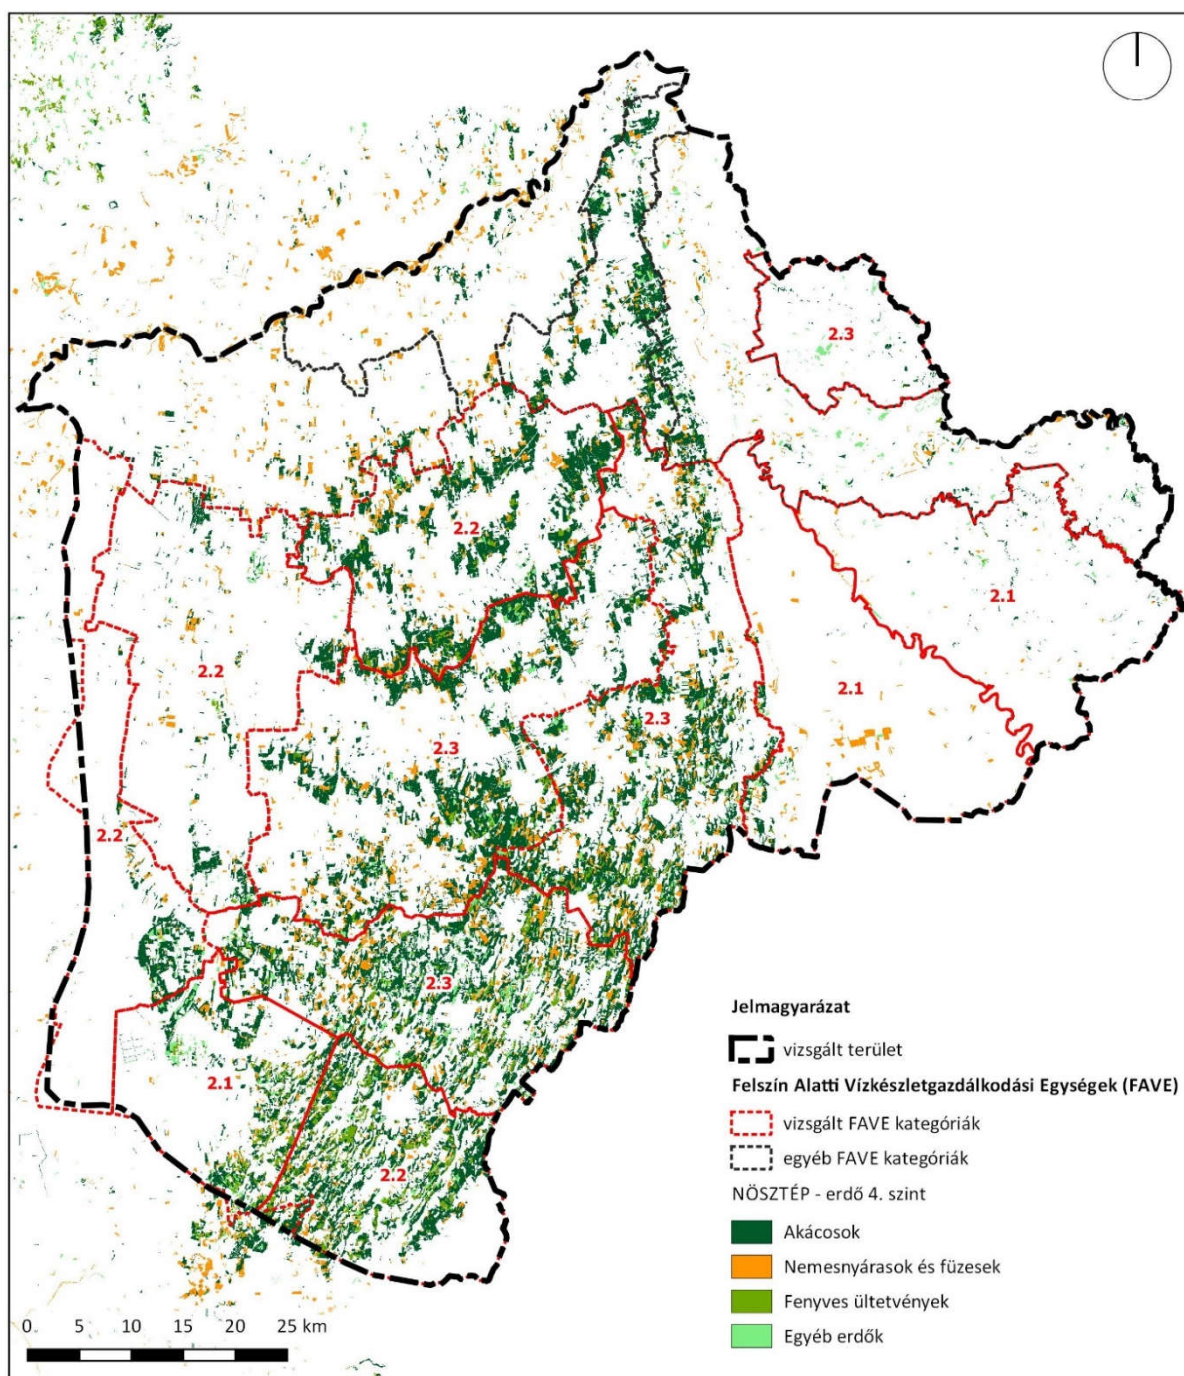 2.3
2.2
2.1
2.2
2.1
2.3
2.3
2.2
2.3
2.1
2.2
Jelmagyarázat
vizsgált terület
Felszín Alatti Vízkészletgazdálkodási Egységek (FAVE)
vizsgált FAVE kategóriák
egyéb FAVE kategóriák
NÖSZTÉP - erdő 4. szint
Akácosok
Nemesnyárasok és füzesek
Fenyves ültetvények
Egyéb erdők
0 5 10 15 20 25 km